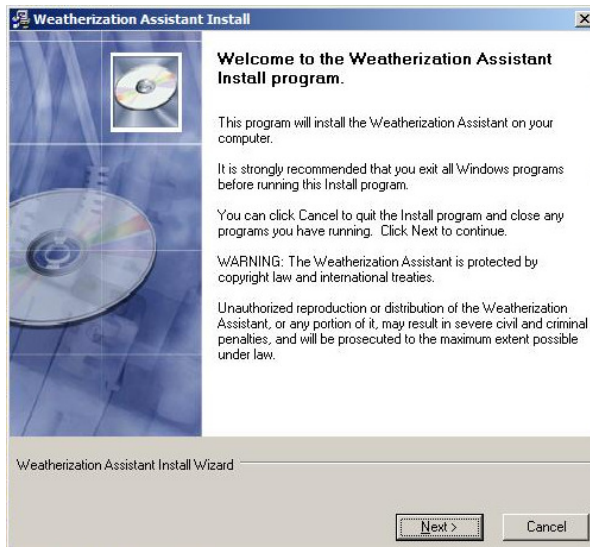 Weatherization Assistant Install
Welcome to the Weatherization Assistant
Install program.
This program will install the Weatherization Assistant on your
computer.
It is strongly recommended that you exit all Windows programs
before running this Install program.
You can click Cancel to quit the Install program and close any
programs you have running.  Click Next to continue.
WARNING: The Weatherization Assistant is protected by
copyright law and international treaties.
Unauthorized reproduction or distribution of the Weatherization
Assistant, or any portion of it, may result in severe civil and criminal
penalties, and will be prosecuted to the maximum extent possible
under law.
Weatherization Assistant Install Wizard
Next >
Cancel